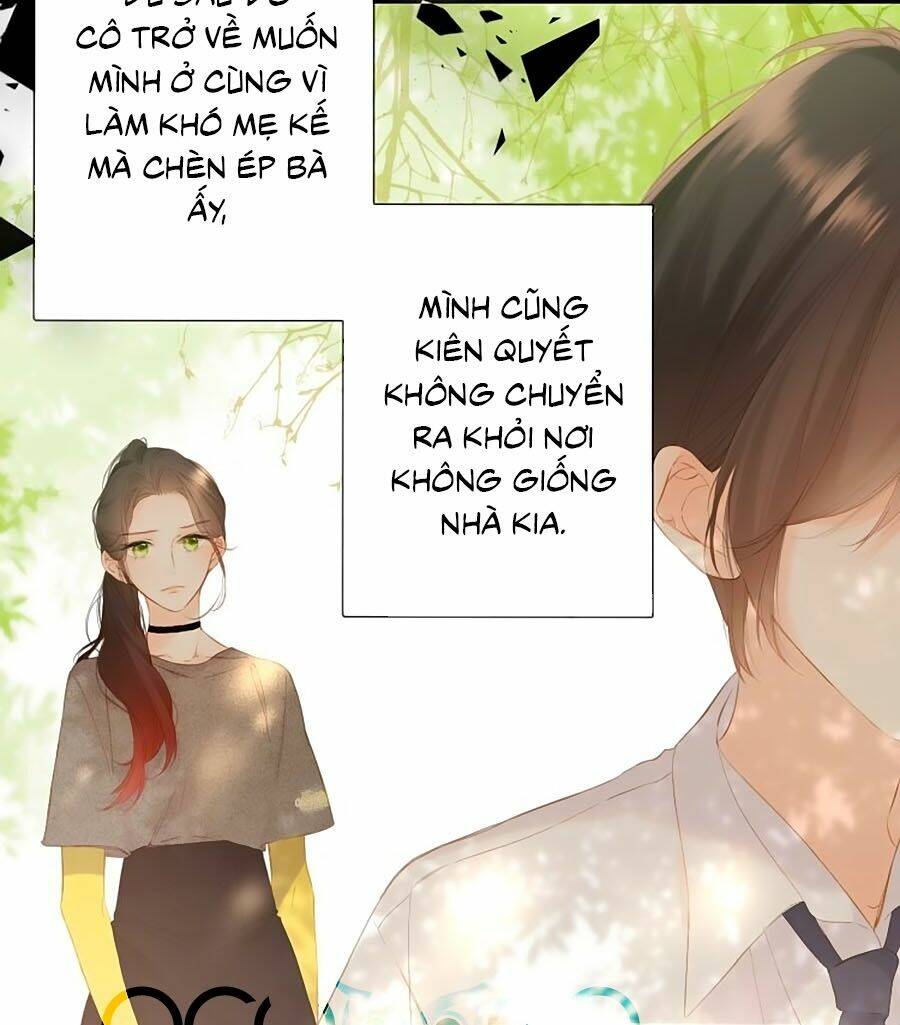 CÔ TRỞ VỀ MUỐN
MÌNH Ở CÙNG VÌ
LÀM KHÓ MẸ KẾ
MÀ CHÈN ÉP BÀ
ẤY,
MÌNH CŨNG
KIÊN QUYẾT
KHÔNG CHUYỂN
RA KHỎI NƠI
KHÔNG GIỐNG
NHÀ KIA.